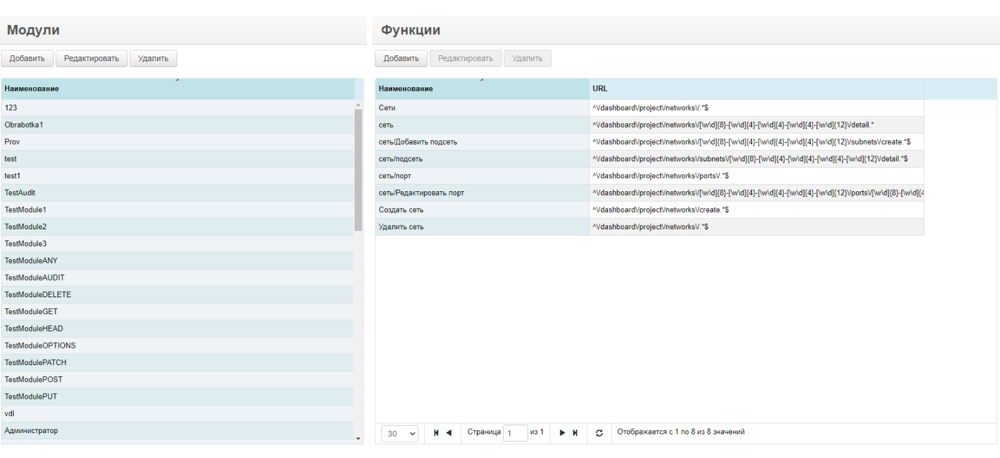 Модули
Добавить Редактировать Удалить
Наименование
123
Obrabotka1
Prov
test
test1
TestAudit
TestModule1
TestModule2
TestModule3
TestModuleANY
TestModuleAUDIT
TestModuleDELETE
TestModuleGET
TestModuleHEAD
TestModuleOPTIONS
TestModulePATCH
TestModulePOST
TestModulePUT
vdi
Администратор
Функции
Добавить Редактировать Удалить
Наименование URL
Сети ^\/dashboard\/project\/networks\/.*$
сеть ^\/dashboard\/project\/networks\/[\w\d]{8}-[\w\d]{4}-[\w\d]{4}-[\w\d]{4}-[\w\d]{12}\/detail.*
сеть/Добавить подсеть ^\/dashboard\/project\/networks\/[\w\d]{8}-[\w\d]{4}-[\w\d]{4}-[\w\d]{4}-[\w\d]{12}\/subnets\/create.*$
сеть/подсеть ^\/dashboard\/project\/networks\/subnets\/[\w\d]{8}-[\w\d]{4}-[\w\d]{4}-[\w\d]{4}-[\w\d]{12}\/detail.*$
сеть/порт ^\/dashboard\/project\/networks\/ports\/.*$
сеть/Редактировать порт ^\/dashboard\/project\/networks\/[\w\d]{8}-[\w\d]{4}-[\w\d]{4}-[\w\d]{4}-[\w\d]{12}\/ports\/[\w\d]{8}-[\w\d]{4
Создать сеть ^\/dashboard\/project\/networks\/create.*$
Удалить сеть ^\/dashboard\/project\/networks\/.*$
30 Страница 1 из 1 Отображается с 1 по 8 из 8 значений